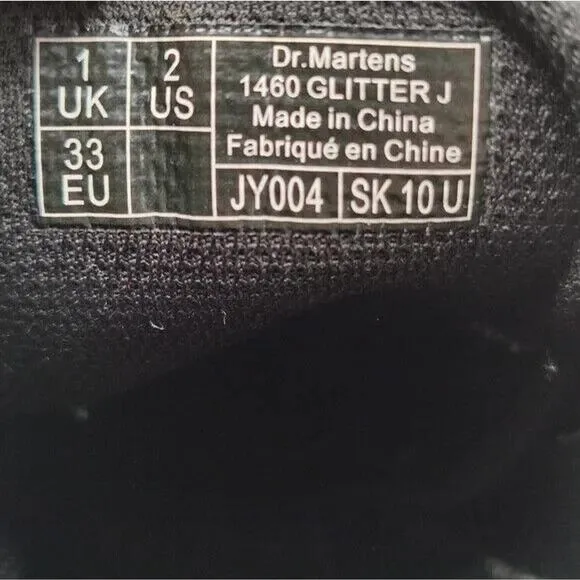 1
UK
2
US
33
EU
Dr.Martens
1460 GLITTER J
Made in China
Fabriqué en Chine
JY004
SK 10 U